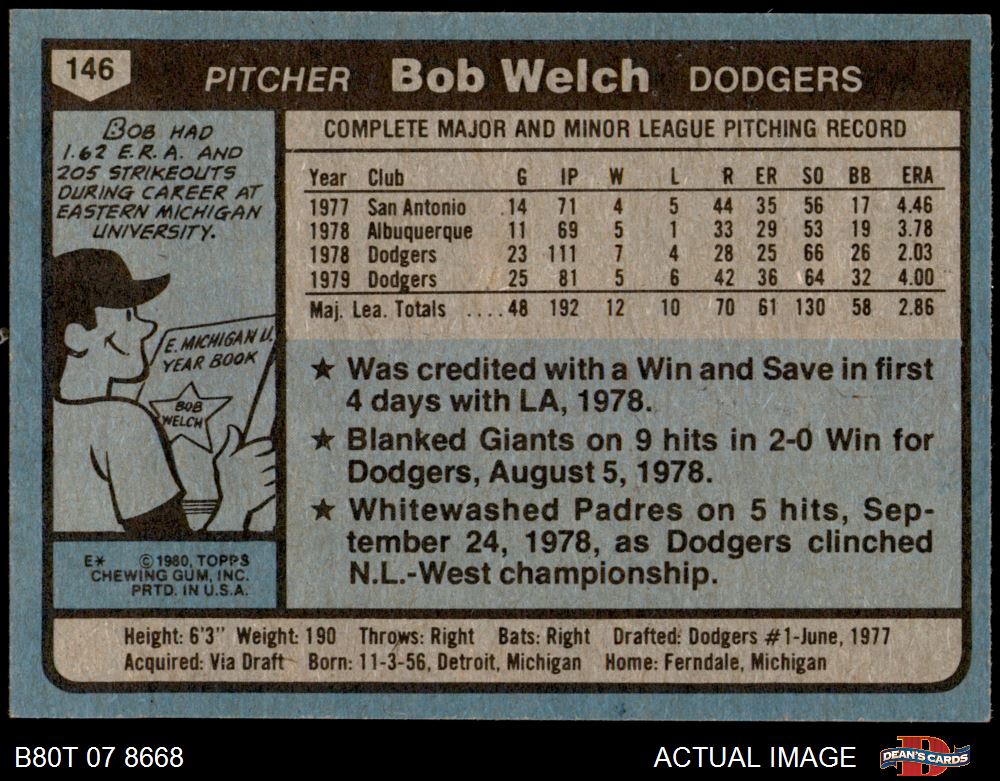 146
PITCHER Bob Welch DODGERS
BOB HAD
1.62 E.R.A. AND
205 STRIKEOUTS
DURING CAREER AT
EASTERN MICHIGAN
UNIVERSITY.
E. MICHIGAN U.
YEAR BOOK
BOB
WELCH
E* © 1980, TOPPS
CHEWING GUM, INC.
PRTD. IN U.S.A.
COMPLETE MAJOR AND MINOR LEAGUE PITCHING RECORD
Year Club G IP W L R ER SO BB ERA
1977 San Antonio 14 71 4 5 44 35 56 17 4.46
1978 Albuquerque 11 69 5 1 33 29 53 19 3.78
1978 Dodgers 23 111 7 4 28 25 66 26 2.03
1979 Dodgers 25 81 5 6 42 36 64 32 4.00
Maj. Lea. Totals ....48 192 12 10 70 61 130 58 2.86
★ Was credited with a Win and Save in first
4 days with LA, 1978.
★ Blanked Giants on 9 hits in 2-0 Win for
Dodgers, August 5, 1978.
★ Whitewashed Padres on 5 hits, Sep-
tember 24, 1978, as Dodgers clinched
N.L.-West championship.
Height: 6'3" Weight: 190 Throws: Right Bats: Right Drafted: Dodgers #1-June, 1977
Acquired: Via Draft Born: 11-3-56, Detroit, Michigan Home: Ferndale, Michigan
B80T 07 8668 ACTUAL IMAGE DEAN'S CARDS